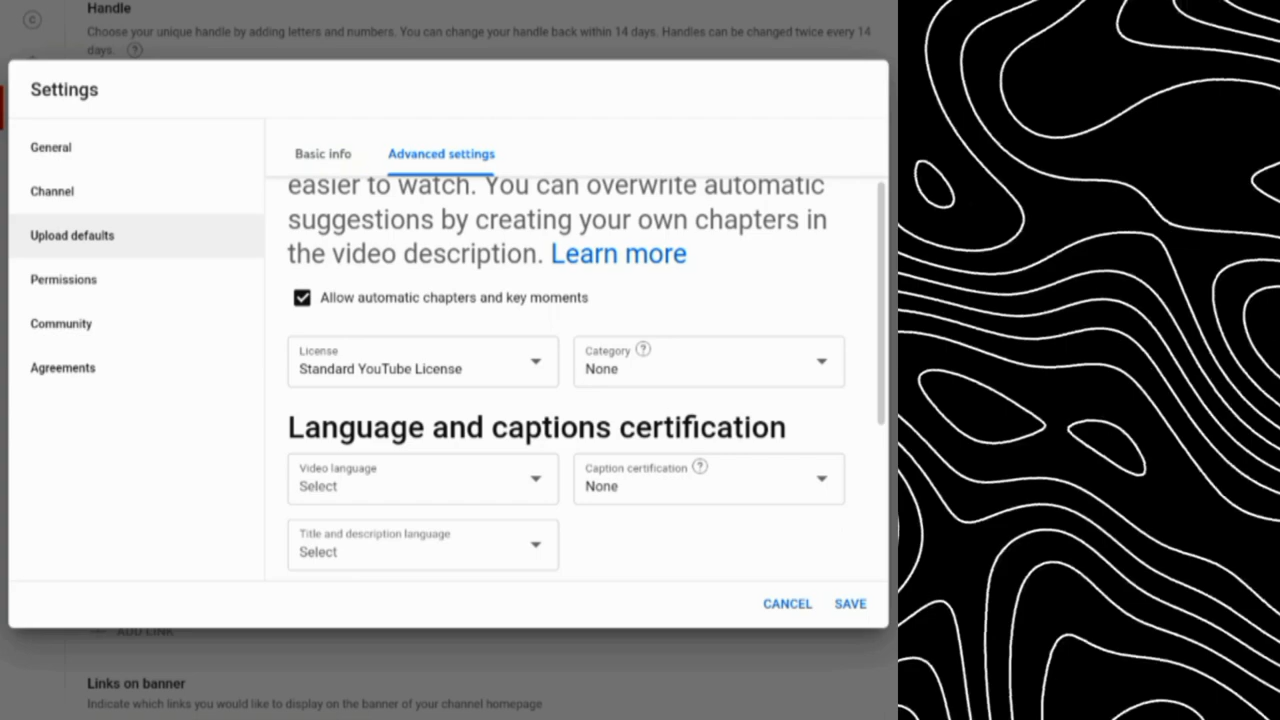 Handle
Choose your unique handle by adding letters and numbers. You can change your handle back within 14 days. Handles can be changed twice every 14
days.
Settings
General
Channel
Upload defaults
Permissions
Community
Agreements
Basic info
Advanced settings
easier to watch. You can overwrite automatic
suggestions by creating your own chapters in
the video description. Learn more
Allow automatic chapters and key moments
License
Standard YouTube License
Category
None
Language and captions certification
Video language
Select
Caption certification
None
Title and description language
Select
CANCEL
SAVE
ADD LINK
Links on banner
Indicate which links you would like to display on the banner of your channel homepage